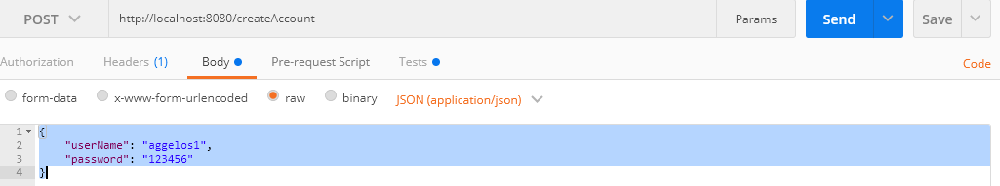 POST http://localhost:8080/createAccount Params Send Save
Authorization Headers (1) Body Pre-request Script Tests Code
form-data x-www-form-urlencoded raw binary JSON (application/json)
1 {
2 "userName": "aggelos1",
3 "password": "123456"
4 }